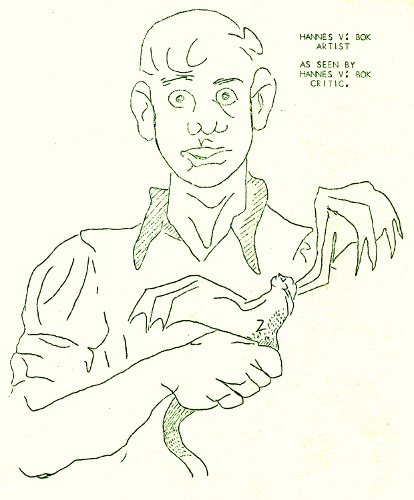 HANNES V: BOK
ARTIST
AS SEEN BY
HANNES V: BOK
CRITIC.